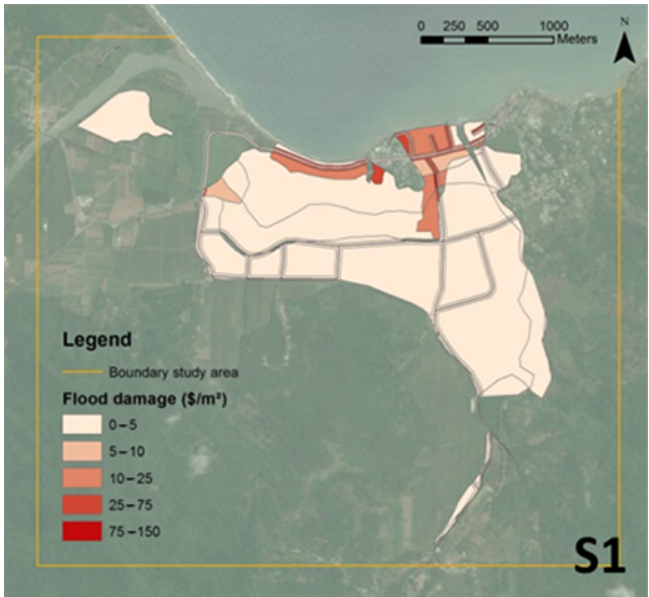 0 250 500 1000
Meters
N
Legend
Boundary study area
Flood damage ($/m²)
0–5
5–10
10–25
25–75
75–150
S1